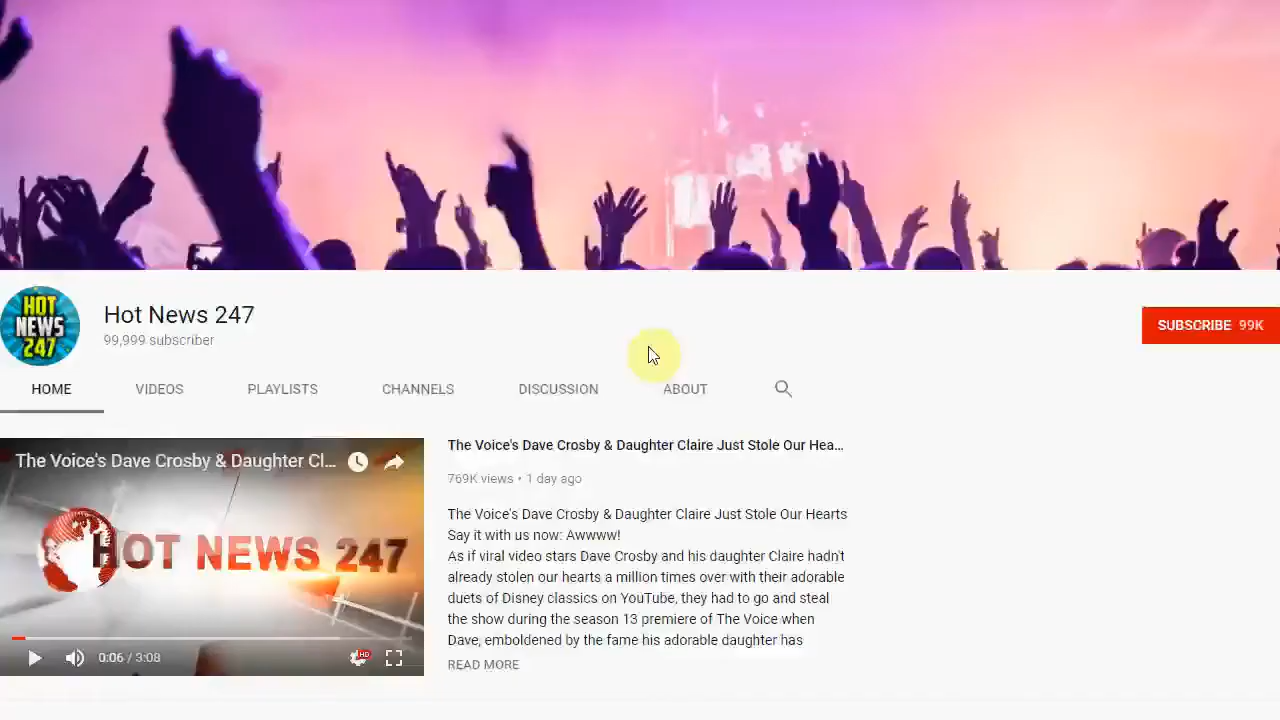 HOT
NEWS
247
Hot News 247
99,999 subscriber
SUBSCRIBE 99K
HOME VIDEOS PLAYLISTS CHANNELS DISCUSSION ABOUT
The Voice's Dave Crosby & Daughter Cl...
HOT NEWS 247
HD
0:06 / 3:08
The Voice's Dave Crosby & Daughter Claire Just Stole Our Hea...
769K views • 1 day ago
The Voice's Dave Crosby & Daughter Claire Just Stole Our Hearts
Say it with us now: Awwww!
As if viral video stars Dave Crosby and his daughter Claire hadn't
already stolen our hearts a million times over with their adorable
duets of Disney classics on YouTube, they had to go and steal
the show during the season 13 premiere of The Voice when
Dave, emboldened by the fame his adorable daughter has
READ MORE